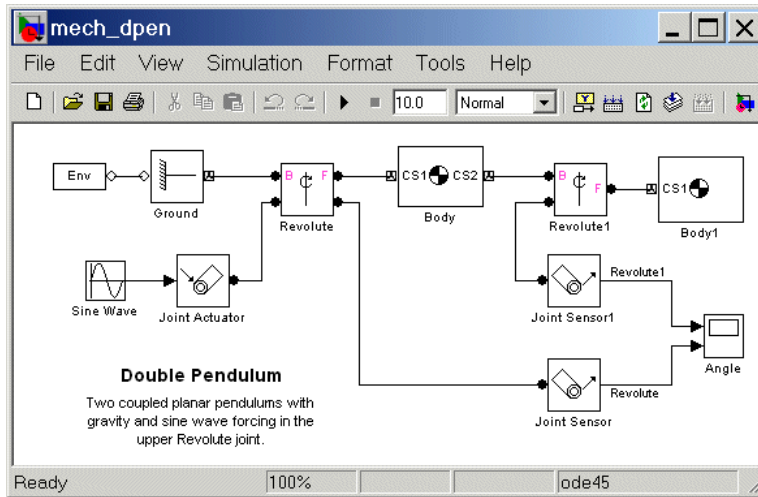 mech_dpen
File Edit View Simulation Format Tools Help
10.0 Normal
Env
Ground
B F
Revolute
CS1 CS2
Body
B F
Revolute1
CS1
Body1
Sine Wave
Joint Actuator
Joint Sensor1
Revolute1
Angle
Joint Sensor
Revolute
Double Pendulum
Two coupled planar pendulums with
gravity and sine wave forcing in the
upper Revolute joint.
Ready 100% ode45